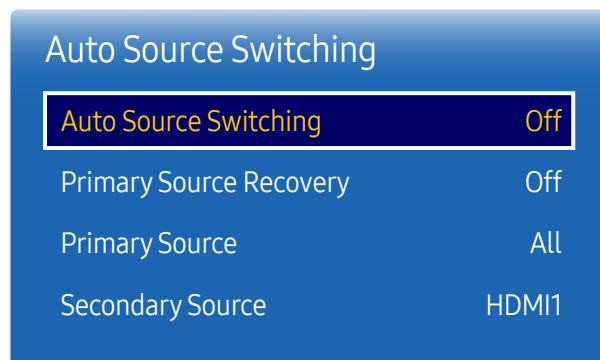 Auto Source Switching
Auto Source Switching Off
Primary Source Recovery Off
Primary Source All
Secondary Source HDMI1